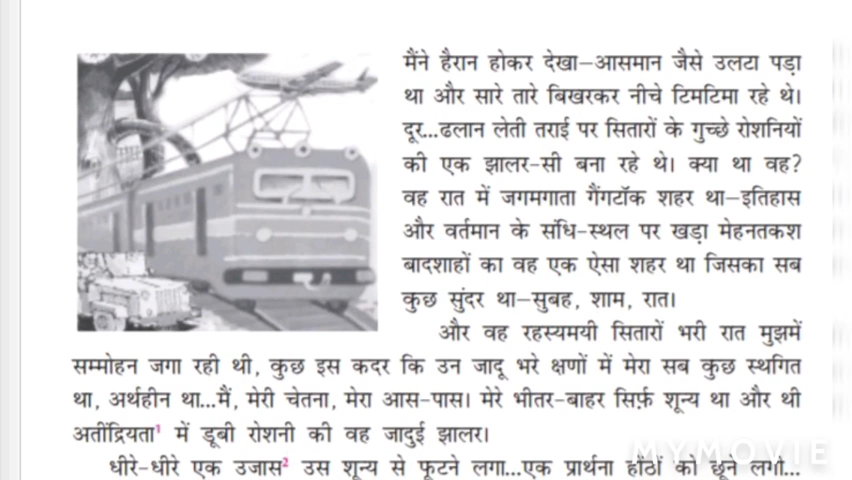 मैंने हैरान होकर देखा—आसमान जैसे उलटा पड़ा
था और सारे तारे बिखरकर नीचे टिमटिमा रहे थे।
दूर...ढलान लेती तराई पर सितारों के गुच्छे रोशनियों
की एक झालर-सी बना रहे थे। क्या था वह?
वह रात में जगमगाता गैंगटॉक शहर था—इतिहास
और वर्तमान के संधि-स्थल पर खड़ा मेहनतकश
बादशाहों का वह एक ऐसा शहर था जिसका सब
कुछ सुंदर था—सुबह, शाम, रात।
और वह रहस्यमयी सितारों भरी रात मुझमें
सम्मोहन जगा रही थी, कुछ इस कदर कि उन जादू भरे क्षणों में मेरा सब कुछ स्थगित
था, अर्थहीन था...मैं, मेरी चेतना, मेरा आस-पास। मेरे भीतर-बाहर सिर्फ़ शून्य था और थी
अतींद्रियता¹ में डूबी रोशनी की वह जादुई झालर।
धीरे-धीरे एक उजास² उस शून्य से फूटने लगा...एक प्रार्थना होंठों को छूने लगी...
MYMOVIE